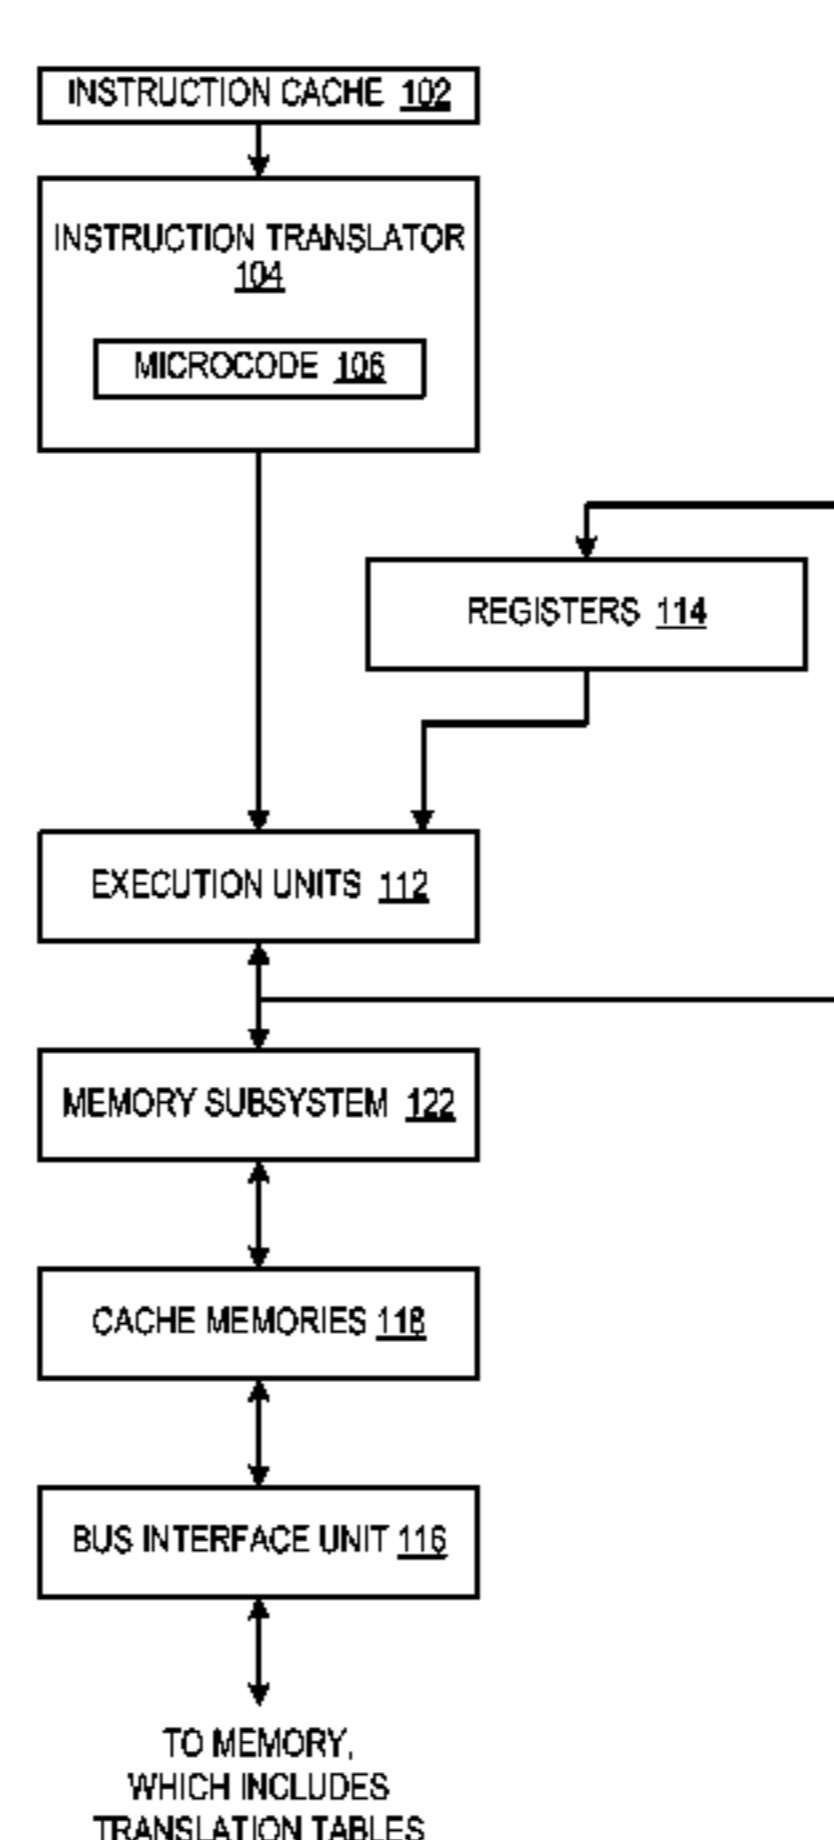 INSTRUCTION CACHE 102
INSTRUCTION TRANSLATOR
104
MICROCODE 106
REGISTERS 114
EXECUTION UNITS 112
MEMORY SUBSYSTEM 122
CACHE MEMORIES 118
BUS INTERFACE UNIT 116
TO MEMORY,
WHICH INCLUDES
TRANSLATION TABLES